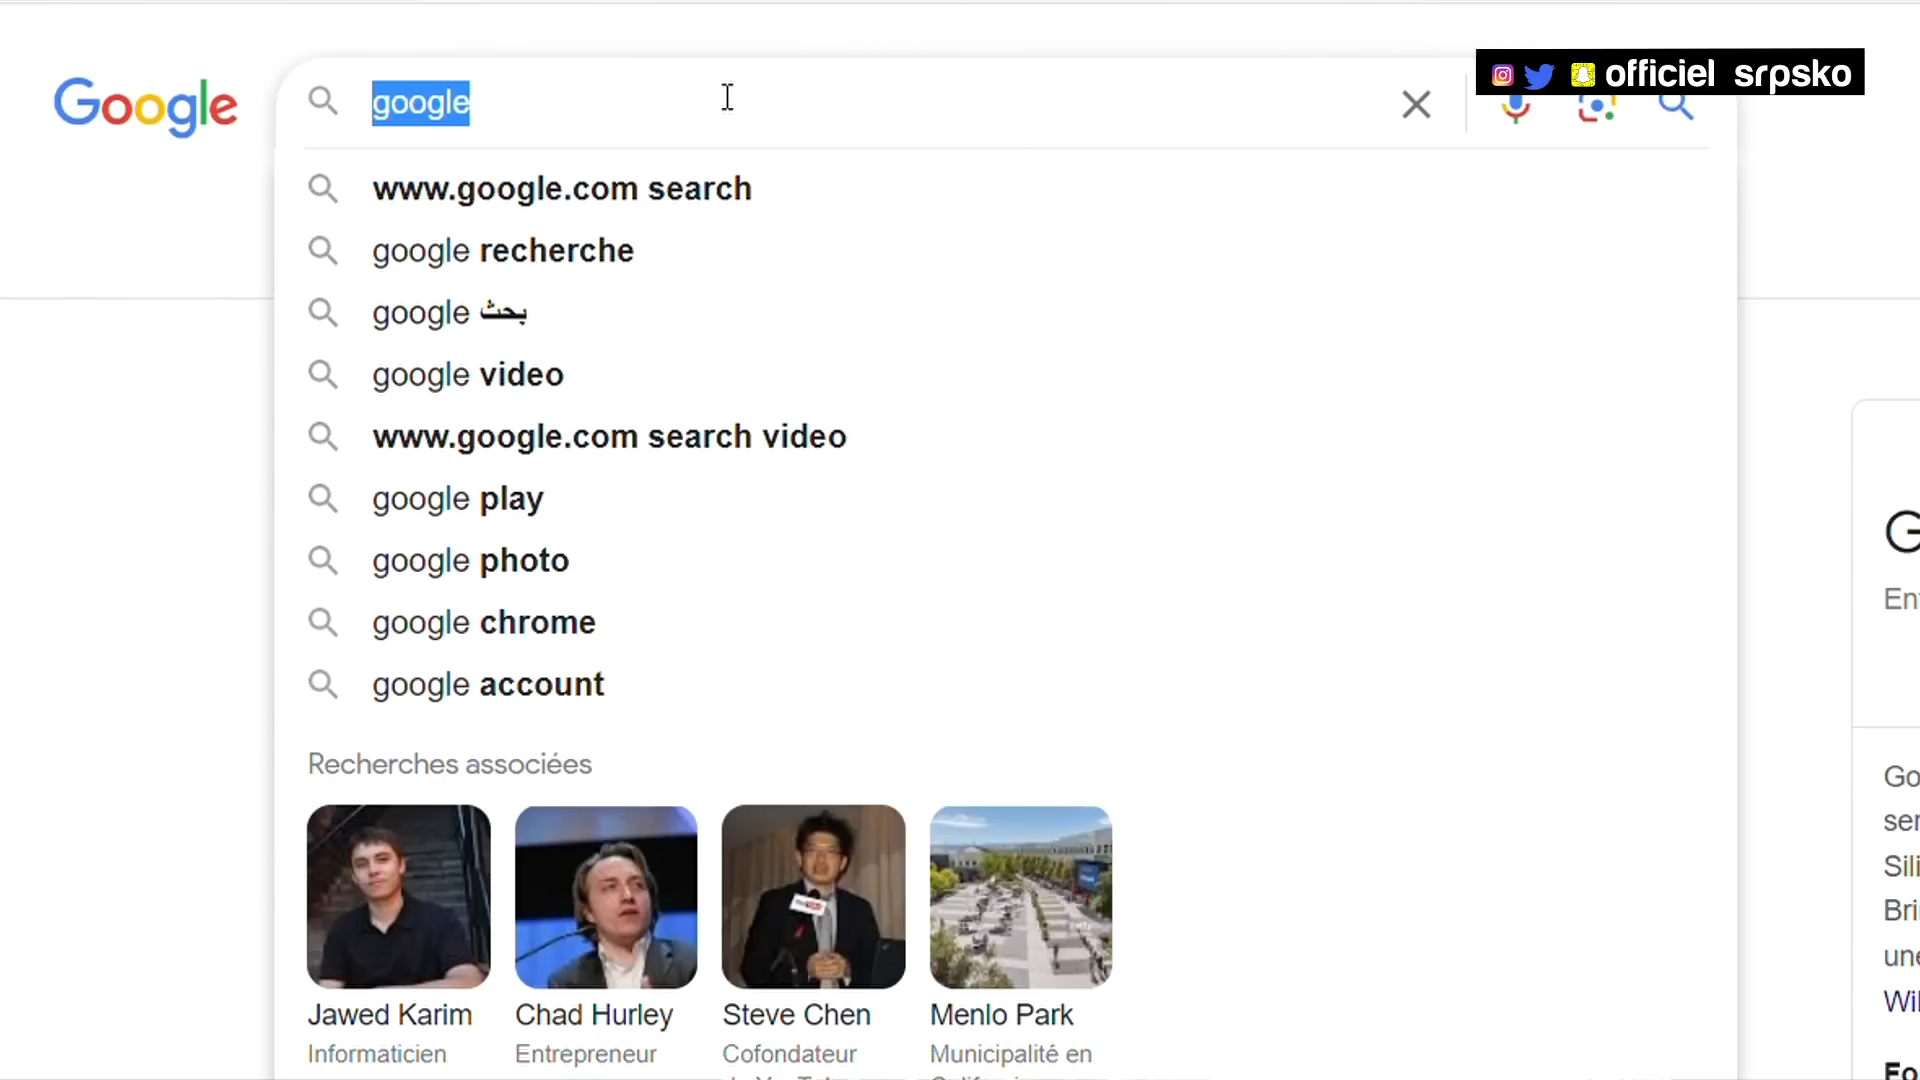 officiel srpsko
Google
google
www.google.com search
google recherche
google بحث
google video
www.google.com search video
google play
google photo
google chrome
google account
Recherches associées
Jawed Karim
Informaticien
Chad Hurley
Entrepreneur
Steve Chen
Cofondateur
Menlo Park
Municipalité en